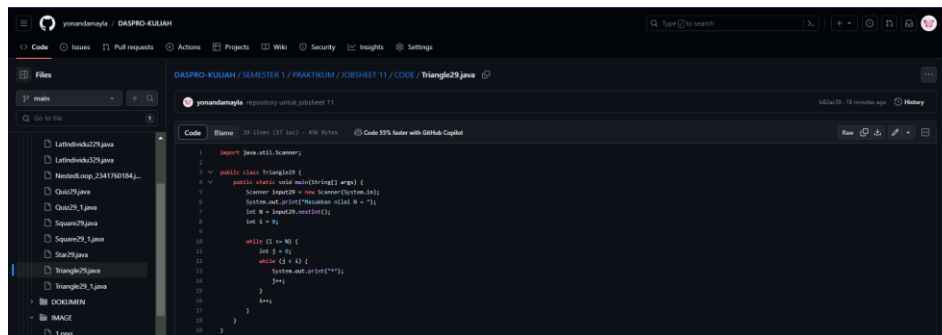 yonandamayla / DASPRO-KULIAH
Type / to search
Code Issues Pull requests Actions Projects Wiki Security Insights Settings
Files
main
Go to file
t
LatIndividu229.java
LatIndividu329.java
NestedLoop_2341760184.j...
Quiz29.java
Quiz29_1.java
Square29.java
Square29_1.java
Star29.java
Triangle29.java
Triangle29_1.java
DOKUMEN
IMAGE
1.png
DASPRO-KULIAH / SEMESTER 1 / PRAKTIKUM / JOBSHEET 11 / CODE / Triangle29.java
yonandamayla repository untuk jobsheet 11
18 minutes ago History
Code Blame 19 lines (17 loc) · 436 Bytes Code 55% faster with GitHub Copilot Raw
1 import java.util.Scanner;
2
3 public class Triangle29 {
4 public static void main(String[] args) {
5 Scanner input29 = new Scanner(System.in);
6 System.out.print("Masukkan nilai N = ");
7 int N = input29.nextInt();
8 int i = 0;
9
10 while (i <= N) {
11 int j = 0;
12 while (j < i) {
13 System.out.print("*");
14 j++;
15 }
16 i++;
17 }
18 }
19 }